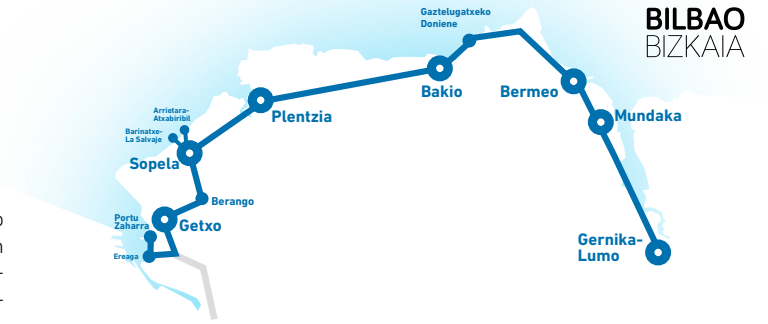 BILBAO
BIZKAIA
Gaztelugatxeko
Doniene
Bakio
Bermeo
Mundaka
Plentzia
Arrietara-
Atxabiribil
Barinatxe-
La Salvaje
Sopela
Berango
Portu
Zaharra
Getxo
Ereaga
Gernika-
Lumo